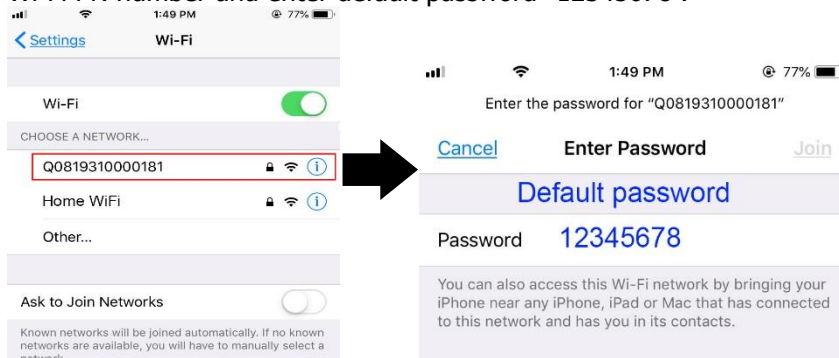 1:49 PM 77%
Settings Wi-Fi
Wi-Fi
CHOOSE A NETWORK...
Q0819310000181
Home WiFi
Other...
Ask to Join Networks
Known networks will be joined automatically. If no known
networks are available, you will have to manually select a
network.
1:49 PM 77%
Enter the password for “Q0819310000181”
Cancel Enter Password Join
Default password
Password 12345678
You can also access this Wi-Fi network by bringing your
iPhone near any iPhone, iPad or Mac that has connected
to this network and has you in its contacts.